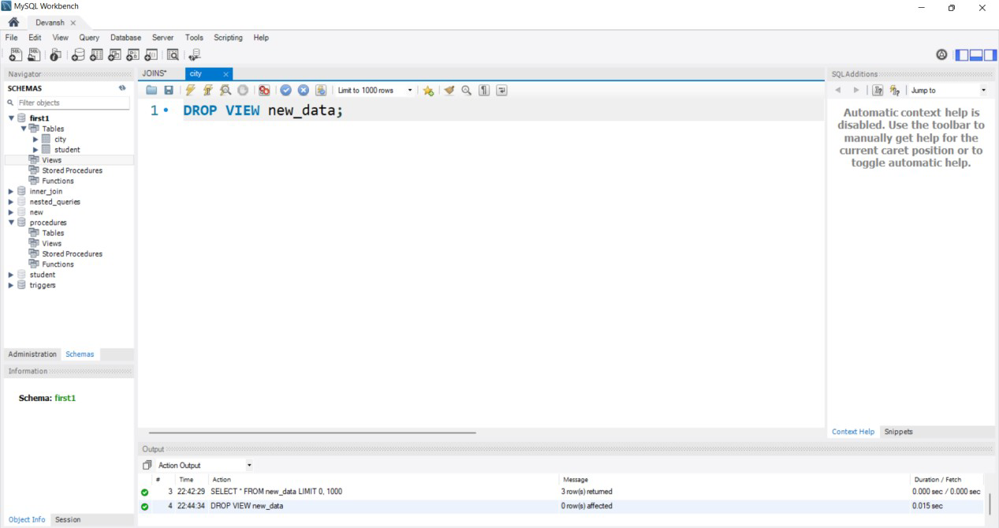 MySQL Workbench
Devansh
File Edit View Query Database Server Tools Scripting Help
Navigator
SCHEMAS
Filter objects
first1
Tables
city
student
Views
Stored Procedures
Functions
inner_join
nested_queries
new
procedures
Tables
Views
Stored Procedures
Functions
student
triggers
Administration Schemas
Information
Schema: first1
Object Info Session
JOINS* city
Limit to 1000 rows
1 DROP VIEW new_data;
Output
Action Output
# Time Action Message Duration / Fetch
3 22:42:29 SELECT * FROM new_data LIMIT 0, 1000 3 row(s) returned 0.000 sec / 0.000 sec
4 22:44:34 DROP VIEW new_data 0 row(s) affected 0.015 sec
SQLAdditions
Jump to
Automatic context help is
disabled. Use the toolbar to
manually get help for the
current caret position or to
toggle automatic help.
Context Help Snippets